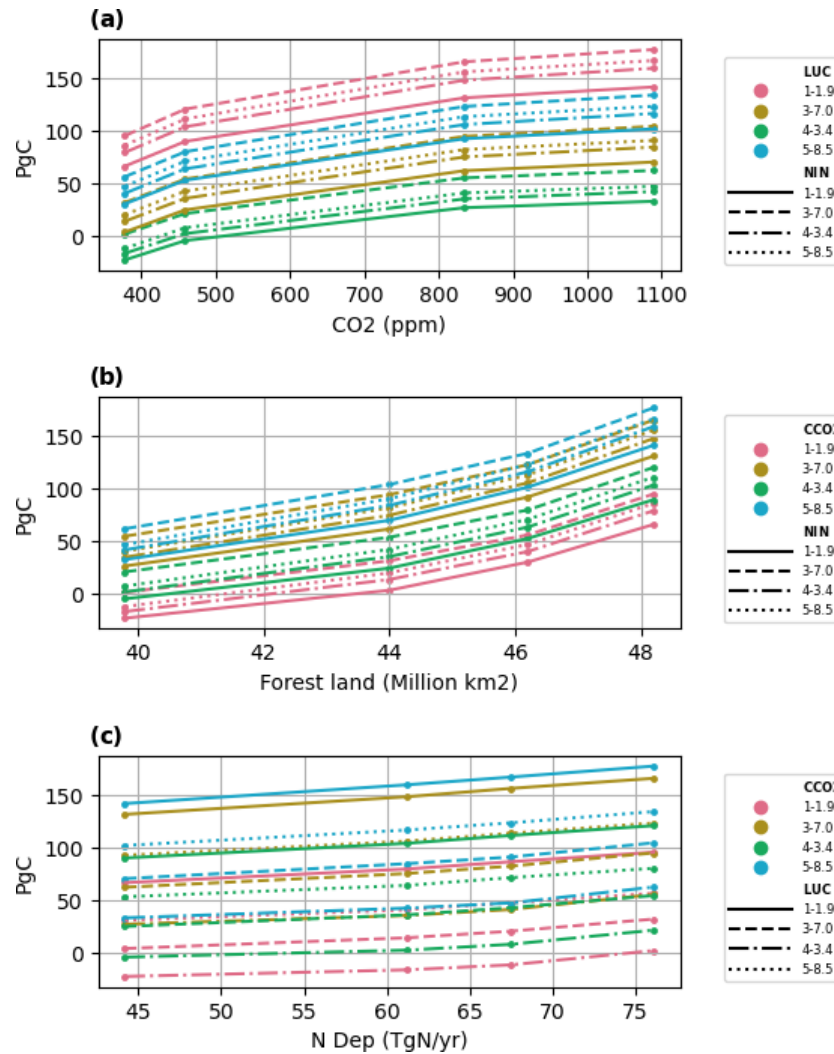 (a)
PgC
150
100
50
0
400 500 600 700 800 900 1000 1100
CO2 (ppm)
LUC
1-1.9
3-7.0
4-3.4
5-8.5
NIN
1-1.9
3-7.0
4-3.4
5-8.5
(b)
PgC
150
100
50
0
40 42 44 46 48
Forest land (Million km2)
CCO2
1-1.9
3-7.0
4-3.4
5-8.5
NIN
1-1.9
3-7.0
4-3.4
5-8.5
(c)
PgC
150
100
50
0
45 50 55 60 65 70 75
N Dep (TgN/yr)
CCO2
1-1.9
3-7.0
4-3.4
5-8.5
LUC
1-1.9
3-7.0
4-3.4
5-8.5